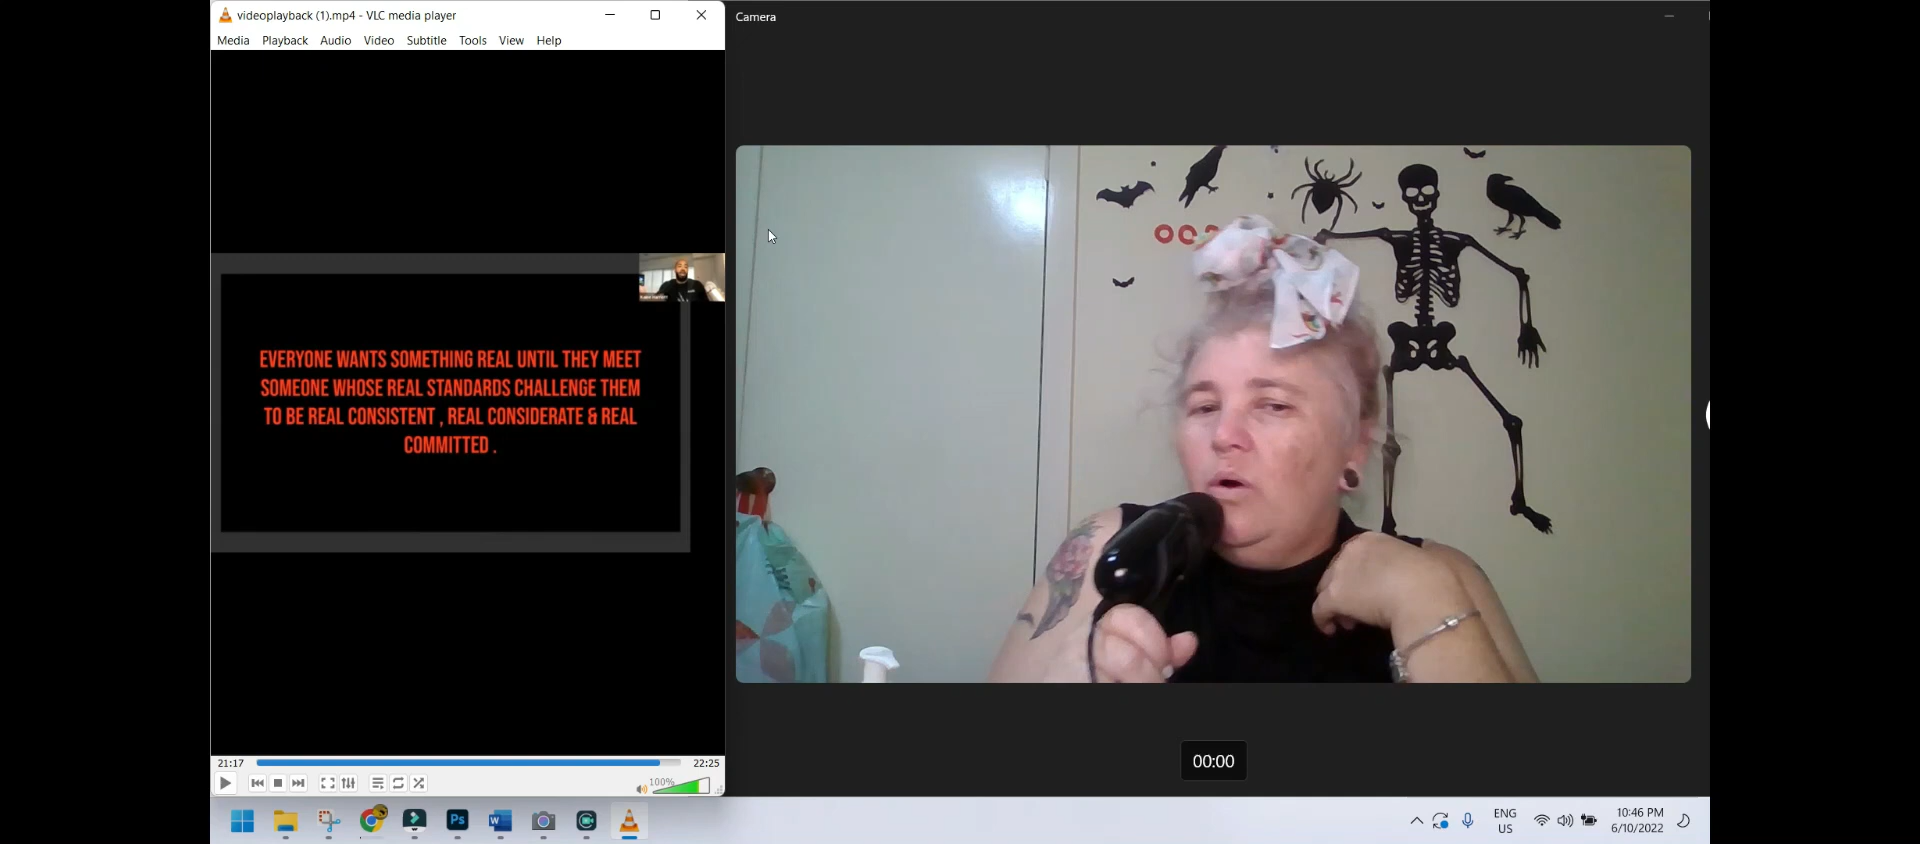 videoplayback (1).mp4 - VLC media player
Media Playback Audio Video Subtitle Tools View Help
EVERYONE WANTS SOMETHING REAL UNTIL THEY MEET
SOMEONE WHOSE REAL STANDARDS CHALLENGE THEM
TO BE REAL CONSISTENT , REAL CONSIDERATE & REAL
COMMITTED .
21:17
22:25
100%
Camera
00:00
Ps
W
ENG
US
10:46 PM
6/10/2022